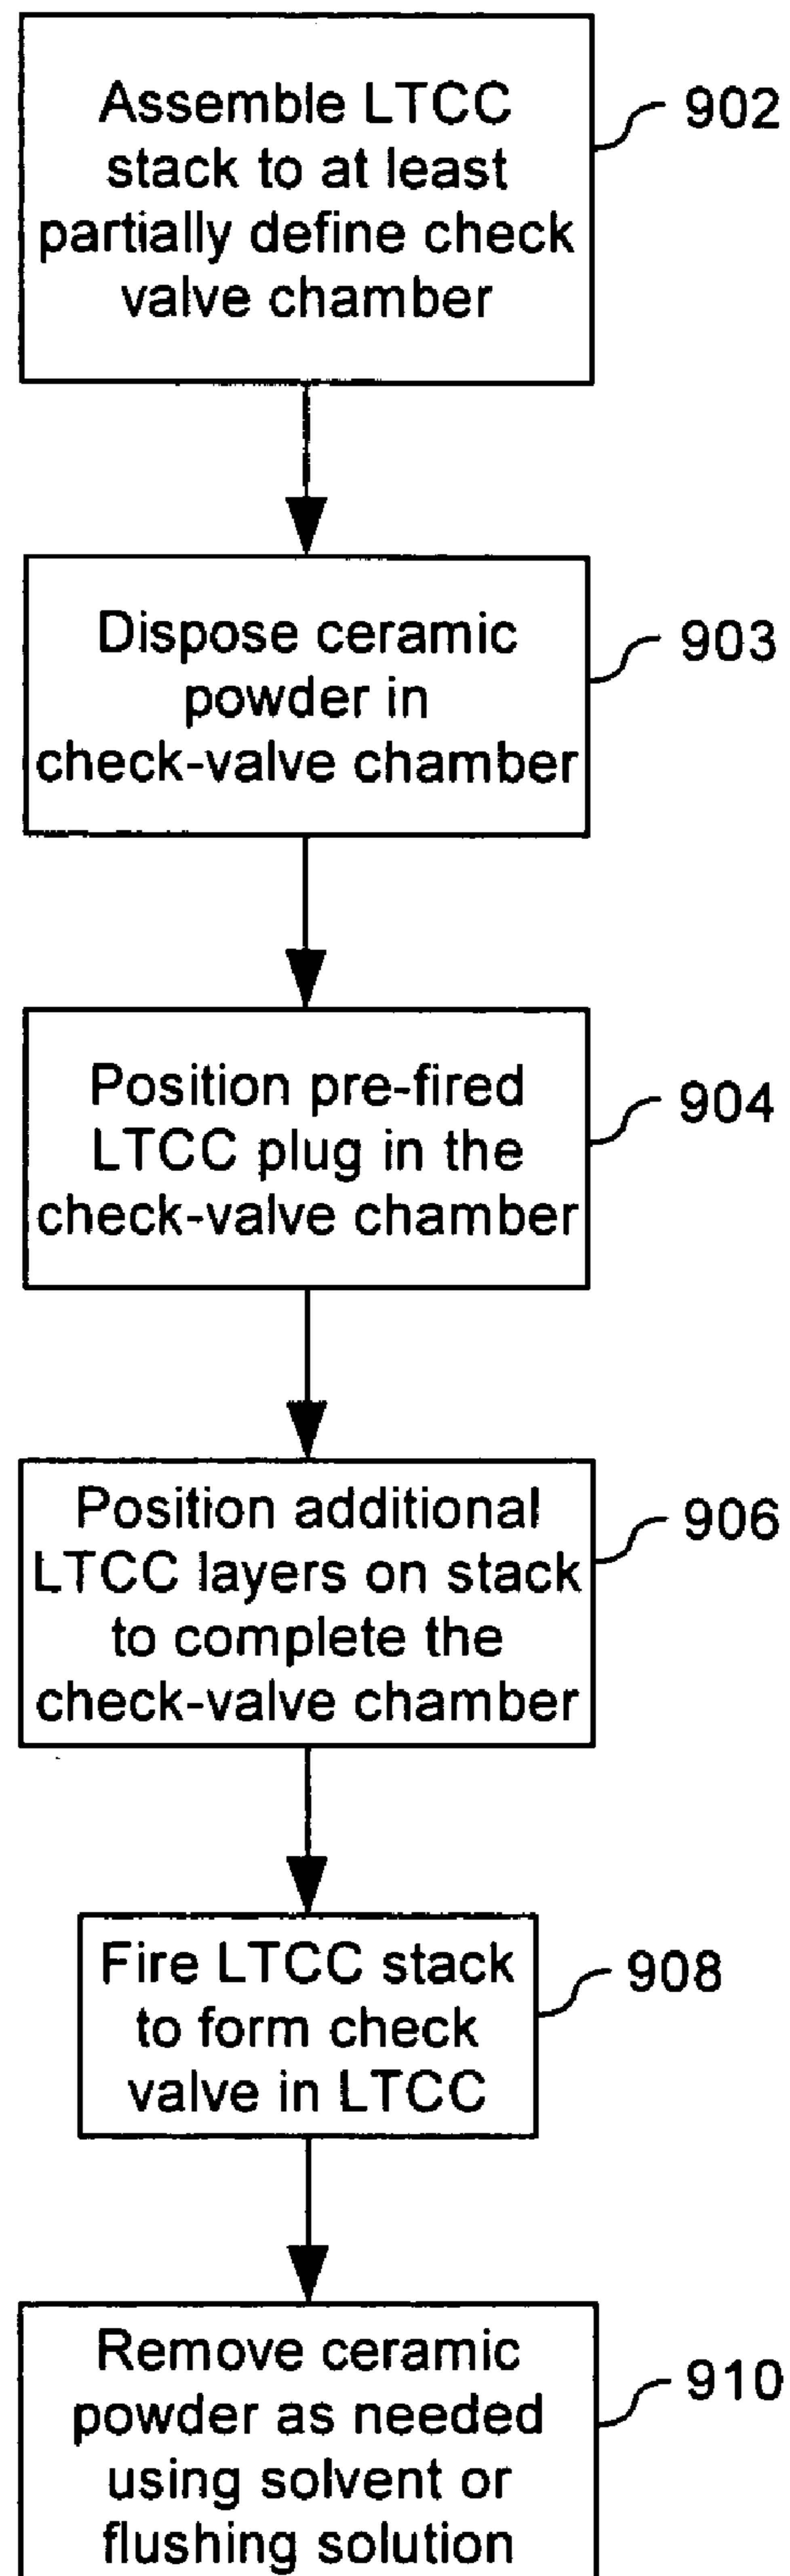 Assemble LTCC
stack to at least
partially define check
valve chamber
902
Dispose ceramic
powder in
check-valve chamber
903
Position pre-fired
LTCC plug in the
check-valve chamber
904
Position additional
LTCC layers on stack
to complete the
check-valve chamber
906
Fire LTCC stack
to form check
valve in LTCC
908
Remove ceramic
powder as needed
using solvent or
flushing solution
910